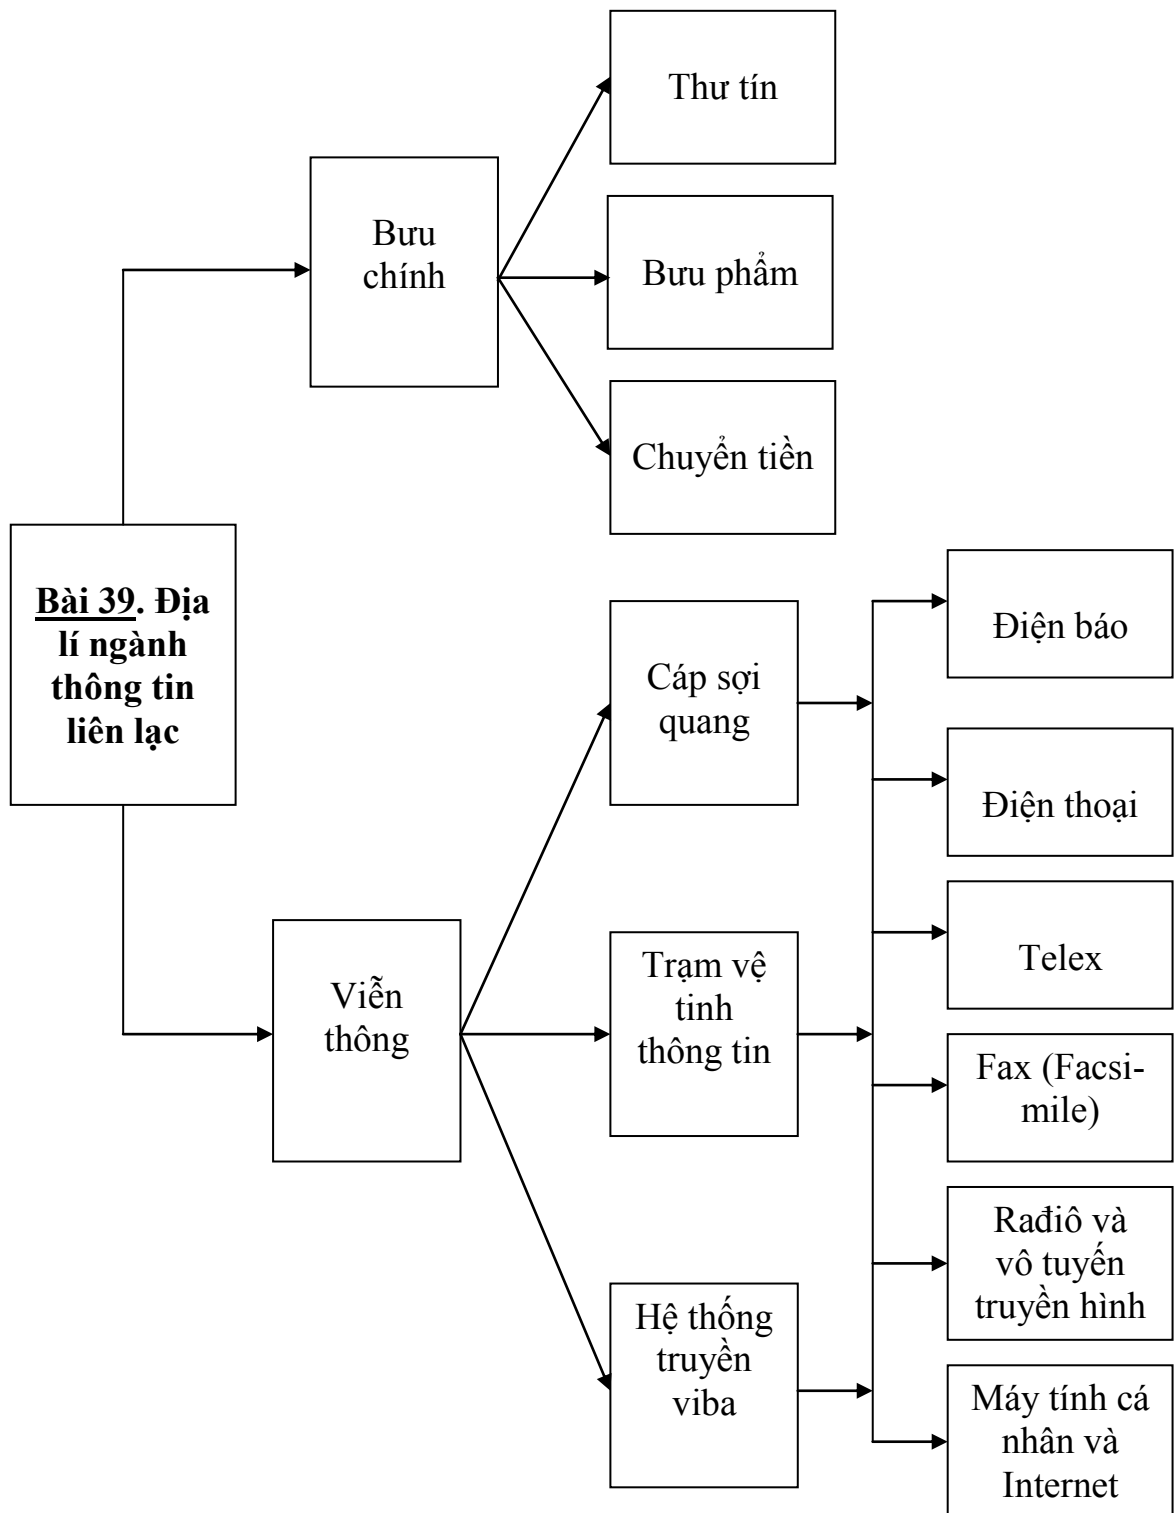 Thư tín
Bưu
chính
Bưu phẩm
Chuyển tiền
Bài 39. Địa
lí ngành
thông tin
liên lạc
Cáp sợi
quang
Điện báo
Điện thoại
Viễn
thông
Trạm vệ
tinh
thông tin
Telex
Fax (Facsi-
mile)
Hệ thống
truyền
viba
Rađiô và
vô tuyến
truyền hình
Máy tính cá
nhân và
Internet